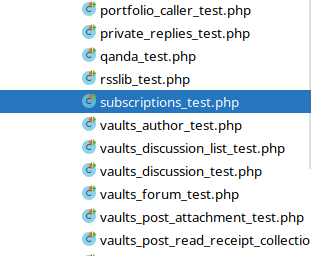 portfolio_caller_test.php
private_replies_test.php
qanda_test.php
rsslib_test.php
subscriptions_test.php
vaults_author_test.php
vaults_discussion_list_test.php
vaults_discussion_test.php
vaults_forum_test.php
vaults_post_attachment_test.php
vaults_post_read_receipt_collectio